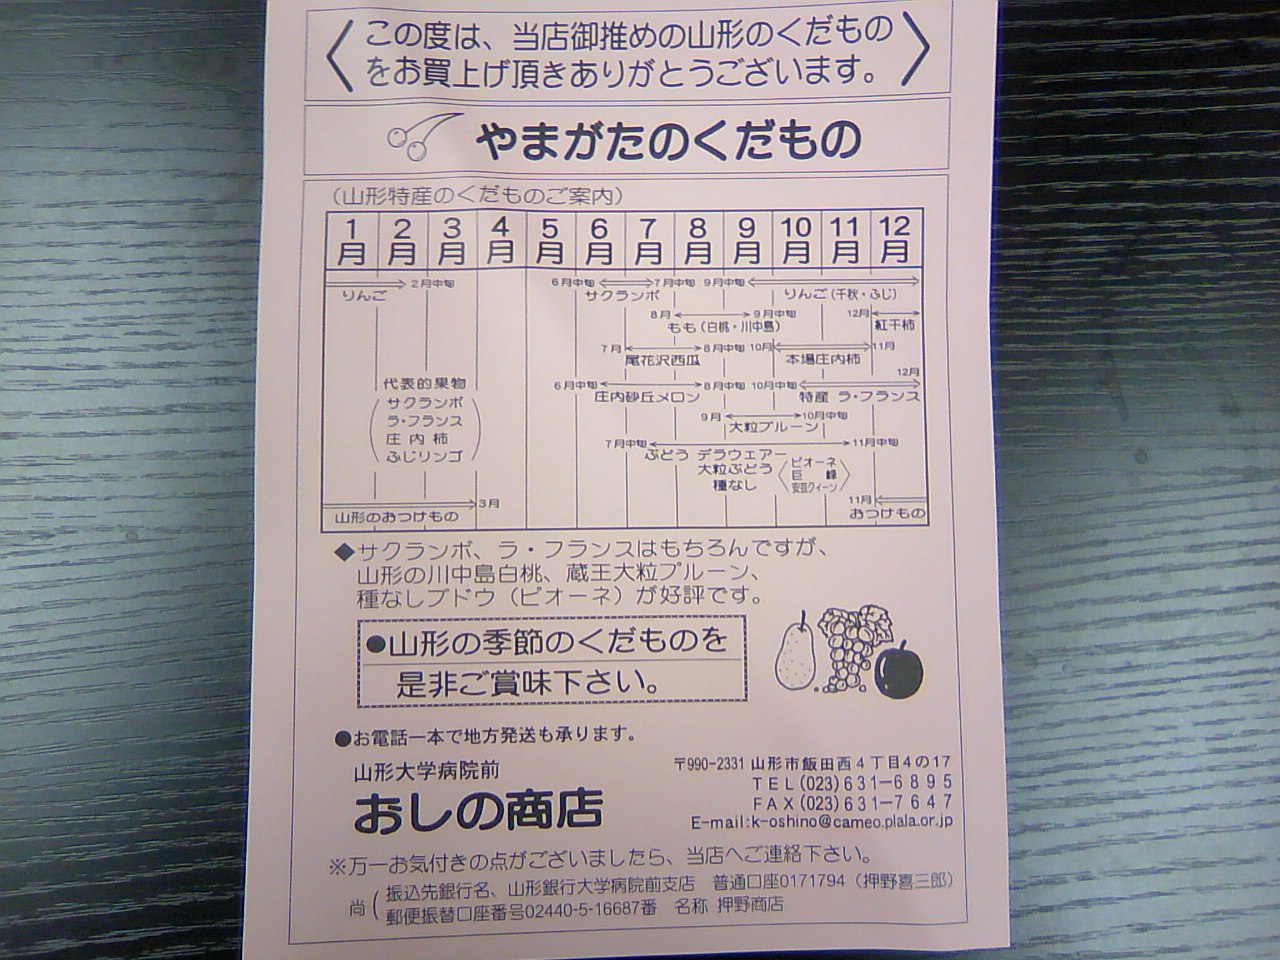 この度は、当店御推めの山形のくだもの
をお買上げ頂きありがとうございます。
やまがたのくだもの
（山形特産のくだものご案内）
1月 2月 3月 4月 5月 6月 7月 8月 9月 10月 11月 12月
りんご 2月中旬
6月中旬 7月中旬
サクランボ
9月中旬
りんご（千秋・ふじ）
8月 9月中旬
もも（白桃・川中島）
12月
紅干柿
7月 8月中旬
尾花沢西瓜
10月 11月
本場庄内柿
6月中旬 8月中旬
庄内砂丘メロン
10月中旬 12月
特産 ラ・フランス
9月 10月中旬
大粒プルーン
7月中旬 11月中旬
ぶどう デラウェアー
大粒ぶどう
種なし
ピオーネ
巨峰
安芸クィーン
代表的果物
サクランボ
ラ・フランス
庄内柿
ふじリンゴ
3月
山形のおつけもの
11月
おつけもの
◆サクランボ、ラ・フランスはもちろんですが、
山形の川中島白桃、蔵王大粒プルーン、
種なしブドウ（ピオーネ）が好評です。
●山形の季節のくだものを
是非ご賞味下さい。
●お電話一本で地方発送も承ります。
山形大学病院前
おしの商店
〒990-2331 山形市飯田西4丁目4の17
TEL(023)631-6895
FAX(023)631-7647
E-mail:k-oshino@cameo.plala.or.jp
※万一お気付きの点がございましたら、当店へご連絡下さい。
尚（振込先銀行名、山形銀行大学病院前支店 普通口座0171794（押野喜三郎）
郵便振替口座番号02440-5-16687番 名称 押野商店